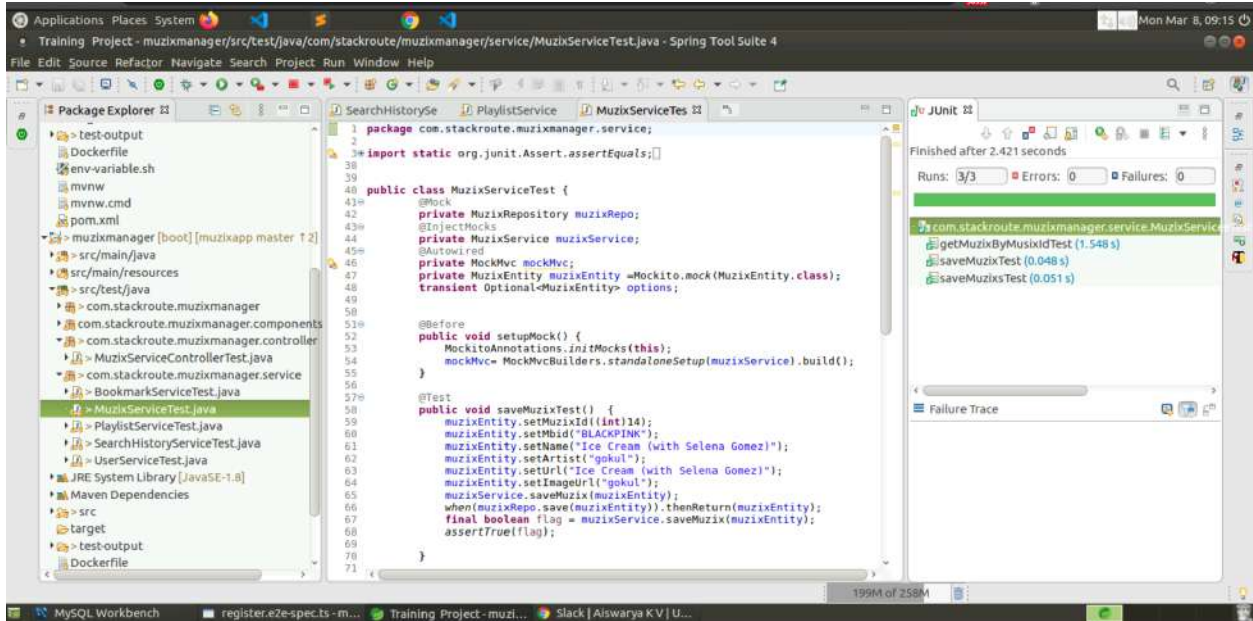 Applications Places System
Mon Mar 8, 09:15
Training Project - muzixmanager/src/test/java/com/stackroute/muzixmanager/service/MuzixServiceTest.java - Spring Tool Suite 4
File Edit Source Refactor Navigate Search Project Run Window Help
Package Explorer
> test-output
Dockerfile
env-variable.sh
mvnw
mvnw.cmd
pom.xml
> muzixmanager [boot] [muzixapp master ↑2]
> src/main/java
src/main/resources
> src/test/java
> com.stackroute.muzixmanager
com.stackroute.muzixmanager.components
> com.stackroute.muzixmanager.controller
> MuzixServiceControllerTest.java
> com.stackroute.muzixmanager.service
> BookmarkServiceTest.java
> MuzixServiceTest.java
> PlaylistServiceTest.java
> SearchHistoryServiceTest.java
> UserServiceTest.java
JRE System Library [JavaSE-1.8]
Maven Dependencies
> src
target
> test-output
Dockerfile
SearchHistorySe PlaylistService MuzixServiceTes
1 package com.stackroute.muzixmanager.service;
2
3 import static org.junit.Assert.assertEquals;
38
39
40 public class MuzixServiceTest {
41 @Mock
42 private MuzixRepository muzixRepo;
43 @InjectMocks
44 private MuzixService muzixService;
45 @Autowired
46 private MockMvc mockMvc;
47 private MuzixEntity muzixEntity =Mockito.mock(MuzixEntity.class);
48 transient Optional<MuzixEntity> options;
49
50
51 @Before
52 public void setupMock() {
53 MockitoAnnotations.initMocks(this);
54 mockMvc= MockMvcBuilders.standaloneSetup(muzixService).build();
55 }
56
57 @Test
58 public void saveMuzixTest() {
59 muzixEntity.setMuzixId((int)14);
60 muzixEntity.setMbid("BLACKPINK");
61 muzixEntity.setName("Ice Cream (with Selena Gomez)");
62 muzixEntity.setArtist("gokul");
63 muzixEntity.setUrl("Ice Cream (with Selena Gomez)");
64 muzixEntity.setImageUrl("gokul");
65 muzixService.saveMuzix(muzixEntity);
66 when(muzixRepo.save(muzixEntity)).thenReturn(muzixEntity);
67 final boolean flag = muzixService.saveMuzix(muzixEntity);
68 assertTrue(flag);
69
70 }
71
JUnit
Finished after 2.421 seconds
Runs: 3/3 Errors: 0 Failures: 0
com.stackroute.muzixmanager.service.MuzixService
getMuzixByMusixIdTest (1.548 s)
saveMuzixTest (0.048 s)
saveMuzixsTest (0.051 s)
Failure Trace
199M of 258M
MySQL Workbench
register.e2e-spec.ts - m...
Training Project - muzi...
Slack | Aiswarya K V | U...